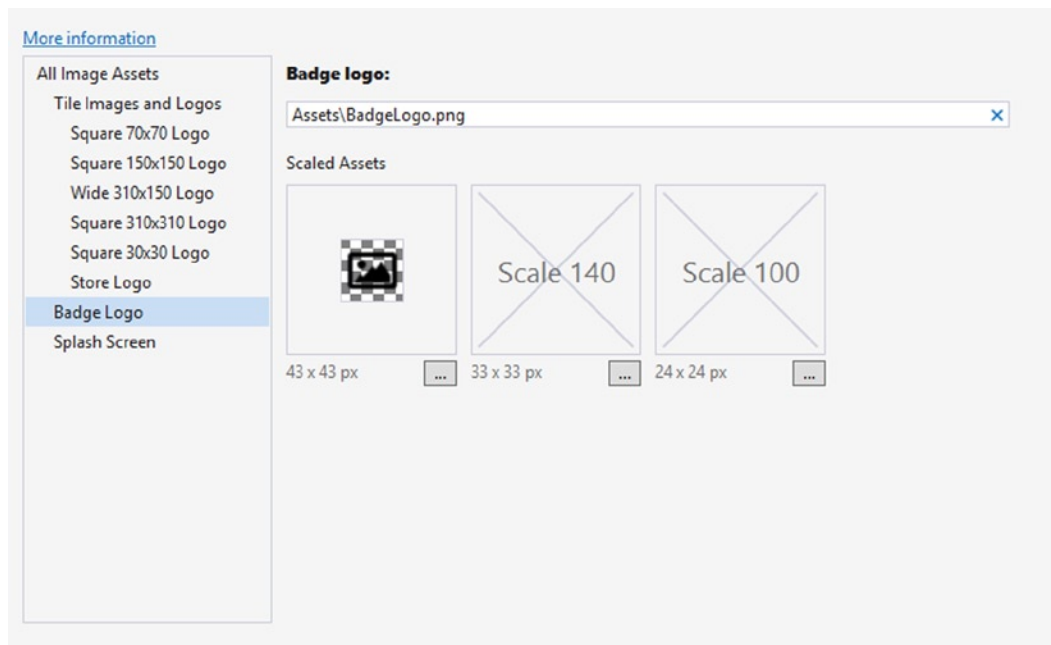 More information
All Image Assets
Tile Images and Logos
Square 70x70 Logo
Square 150x150 Logo
Wide 310x150 Logo
Square 310x310 Logo
Square 30x30 Logo
Store Logo
Badge Logo
Splash Screen
Badge logo:
Assets\BadgeLogo.png
Scaled Assets
Scale 140
Scale 100
43 x 43 px ...
33 x 33 px ...
24 x 24 px ...